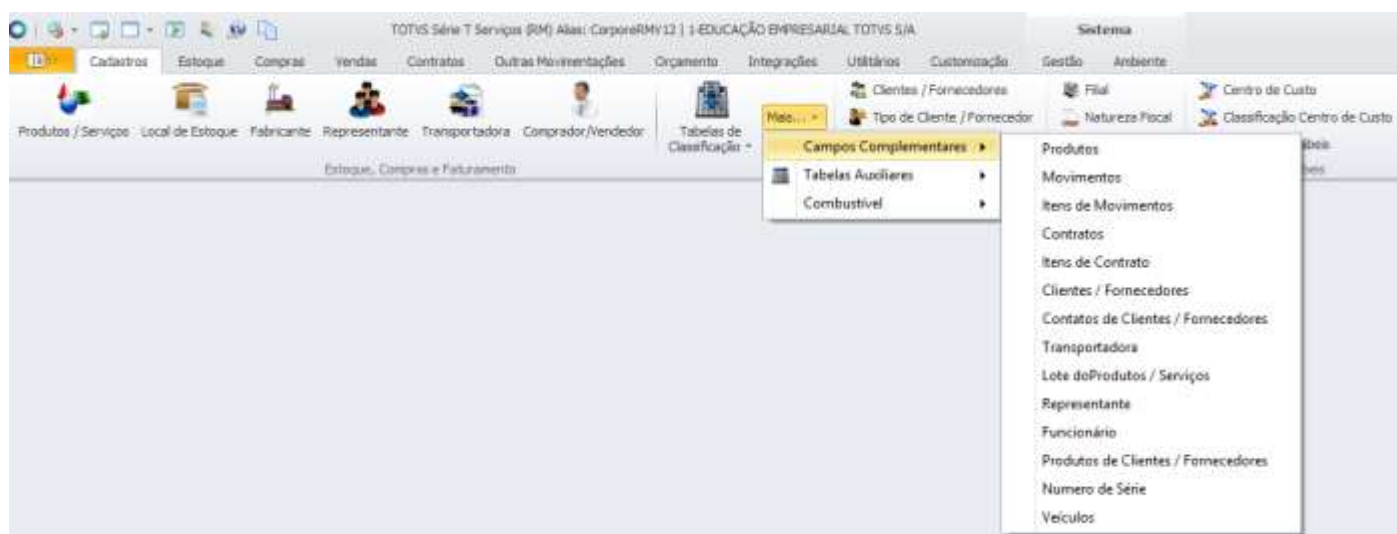 TOTVS Série T Serviços (RM) Alias: CorporeRMV12 | 1-EDUCAÇÃO EMPRESARIAL TOTVS S/A
Sistema
Cadastros Estoque Compras Vendas Contratos Outras Movimentações Orçamento Integrações Utilitários Customização Gestão Ambiente
Clientes / Fornecedores Filial Centro de Custo
Mais... Tipo de Cliente / Fornecedor Natureza Fiscal Classificação Centro de Custo
Produtos / Serviços Local de Estoque Fabricante Representante Transportadora Comprador/Vendedor Tabelas de
Classificação
Estoque, Compras e Faturamento
Campos Complementares
Tabelas Auxiliares
Combustível
Produtos
Movimentos
Itens de Movimentos
Contratos
Itens de Contrato
Clientes / Fornecedores
Contatos de Clientes / Fornecedores
Transportadora
Lote doProdutos / Serviços
Representante
Funcionário
Produtos de Clientes / Fornecedores
Numero de Série
Veículos